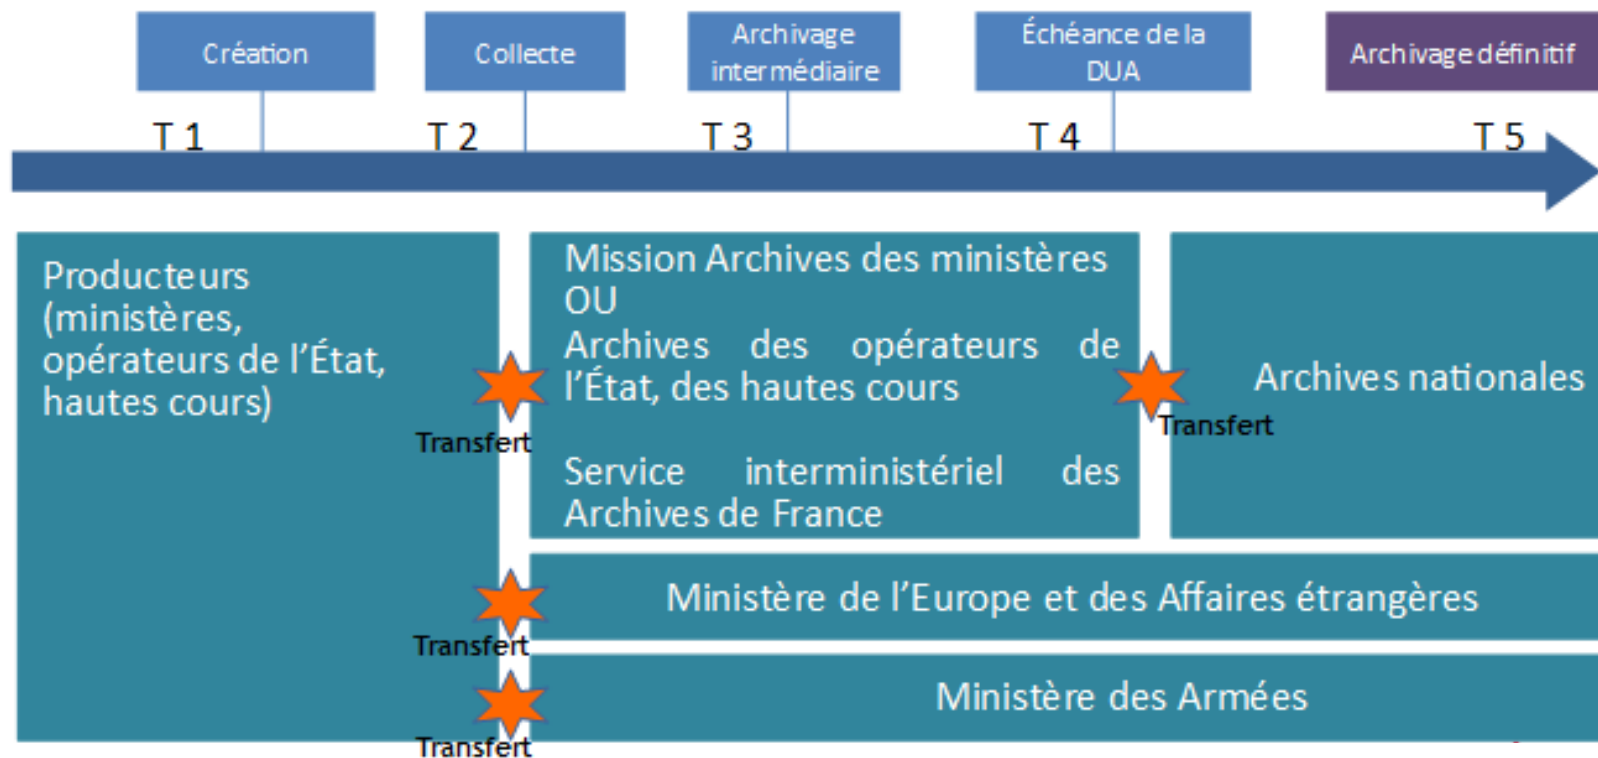 Création
Collecte
Archivage
intermédiaire
Échéance de la
DUA
Archivage définitif
T 1
T 2
T 3
T 4
T 5
Producteurs
(ministères,
opérateurs de l’État,
hautes cours)
Transfert
Mission Archives des ministères
OU
Archives des opérateurs de
l’État, des hautes cours
Service interministériel des
Archives de France
Transfert
Archives nationales
Transfert
Ministère de l’Europe et des Affaires étrangères
Transfert
Ministère des Armées